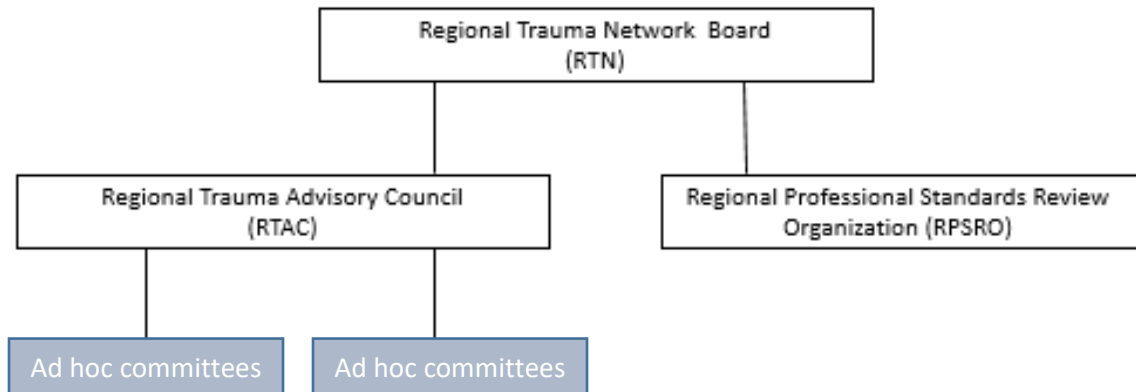 Regional Trauma Network Board
(RTN)
Regional Trauma Advisory Council
(RTAC)
Regional Professional Standards Review
Organization (RPSRO)
Ad hoc committees
Ad hoc committees